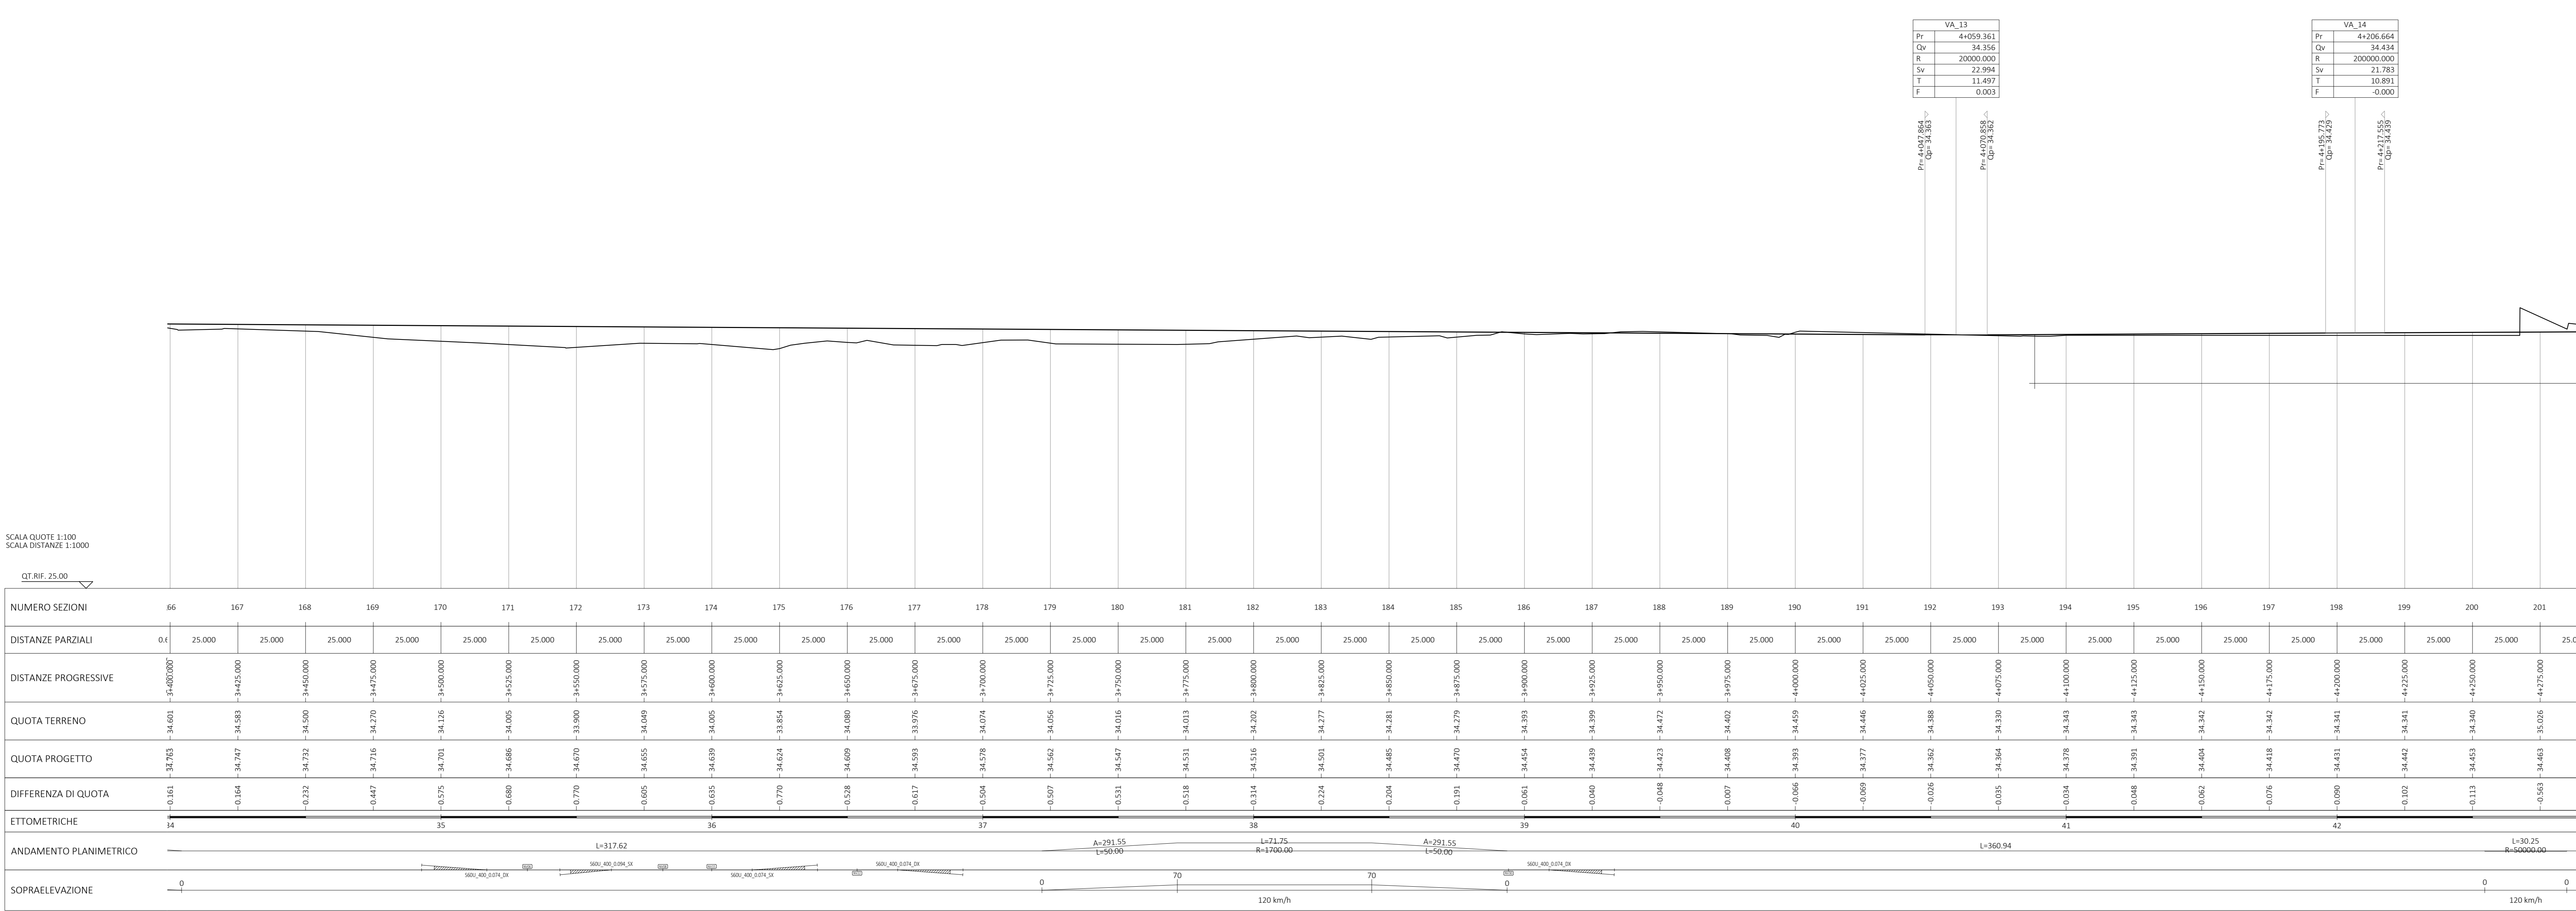 VA_13
Pr 4+059.361
Qv 34.356
R 20000.000
Sv 22.994
T 11.497
F 0.003
VA_14
Pr 4+206.664
Qv 34.434
R 200000.000
Sv 21.783
T 10.891
F -0.000
Pr= 4+047.864
Qp= 34.363
Pr= 4+070.858
Qp= 34.362
Pr= 4+195.773
Qp= 34.429
Pr= 4+217.555
Qp= 34.439
SCALA QUOTE 1:100
SCALA DISTANZE 1:1000
QT.RIF. 25.00
NUMERO SEZIONI 66 167 168 169 170 171 172 173 174 175 176 177 178 179 180 181 182 183 184 185 186 187 188 189 190 191 192 193 194 195 196 197 198 199 200 201
DISTANZE PARZIALI 25.000 25.000 25.000 25.000 25.000 25.000 25.000 25.000 25.000 25.000 25.000 25.000 25.000 25.000 25.000 25.000 25.000 25.000 25.000 25.000 25.000 25.000 25.000 25.000 25.000 25.000 25.000 25.000 25.000 25.000 25.000 25.000 25.000 25.000 25.000 25.0
DISTANZE PROGRESSIVE 3+400.000 3+425.000 3+450.000 3+475.000 3+500.000 3+525.000 3+550.000 3+575.000 3+600.000 3+625.000 3+650.000 3+675.000 3+700.000 3+725.000 3+750.000 3+775.000 3+800.000 3+825.000 3+850.000 3+875.000 3+900.000 3+925.000 3+950.000 3+975.000 4+000.000 4+025.000 4+050.000 4+075.000 4+100.000 4+125.000 4+150.000 4+175.000 4+200.000 4+225.000 4+250.000 4+275.000
QUOTA TERRENO 34.601 34.583 34.500 34.270 34.126 34.005 33.900 34.049 34.005 33.854 34.080 33.976 34.074 34.056 34.016 34.013 34.202 34.277 34.281 34.279 34.393 34.399 34.472 34.402 34.459 34.446 34.388 34.330 34.343 34.343 34.342 34.342 34.341 34.341 34.340 35.026
QUOTA PROGETTO 34.763 34.747 34.732 34.716 34.701 34.686 34.670 34.655 34.639 34.624 34.609 34.593 34.578 34.562 34.547 34.531 34.516 34.501 34.485 34.470 34.454 34.439 34.423 34.408 34.393 34.377 34.362 34.364 34.378 34.391 34.404 34.418 34.431 34.442 34.453 34.463
DIFFERENZA DI QUOTA 0.161 0.164 0.232 0.447 0.575 0.680 0.770 0.605 0.635 0.770 0.528 0.617 0.504 0.507 0.531 0.518 0.314 0.224 0.204 0.191 0.061 0.040 -0.048 0.007 -0.066 -0.069 -0.026 0.035 0.034 0.048 0.062 0.076 0.090 0.102 0.113 -0.563
ETTOMETRICHE 34 35 36 37 38 39 40 41 42
ANDAMENTO PLANIMETRICO L=317.62 A=291.55 L=71.75 A=291.55 L=360.94 L=30.25
L=50.00 R=1700.00 L=50.00 R=50000.00
S60U_400_0.094_SX S60U_400_0.074_DX S60U_400_0.074_DX
S60U_400_0.074_DX S60U_400_0.074_SX
SOPRAELEVAZIONE 0 0 70 70 0 0 0
120 km/h 120 km/h